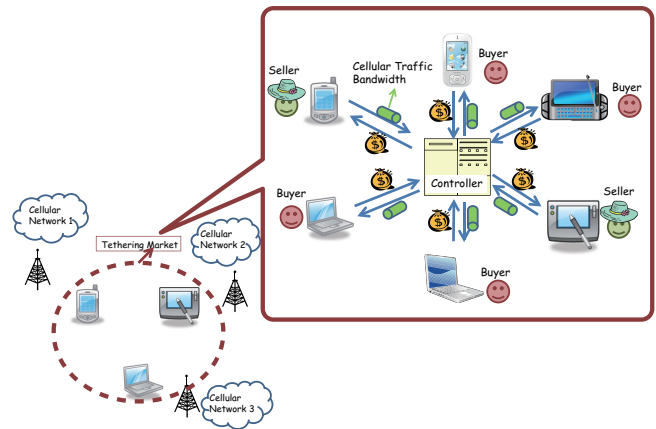 Seller
Cellular Traffic
Bandwidth
Buyer
Buyer
$
$
$
Controller
$
$
$
Buyer
Seller
Buyer
Cellular
Network 1
Tethering Market
Cellular
Network 2
Cellular
Network 3